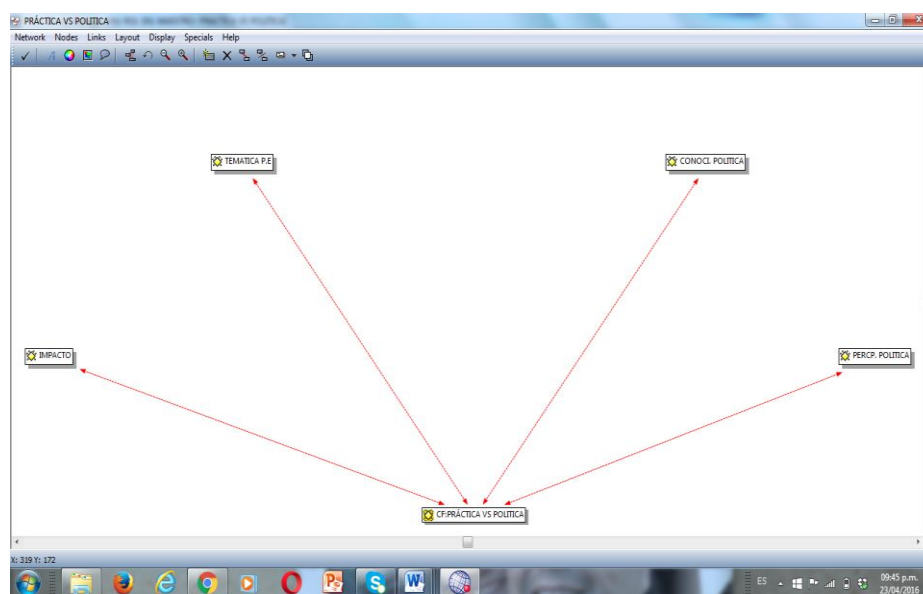 PRÁCTICA VS POLITICA
Network Nodes Links Layout Display Specials Help
TEMATICA P.E
CONOCI. POLITICA
IMPACTO
PERCP. POLITICA
CF:PRÁCTICA VS POLITICA
X: 319 Y: 172
ES
09:45 p.m.
23/04/2016